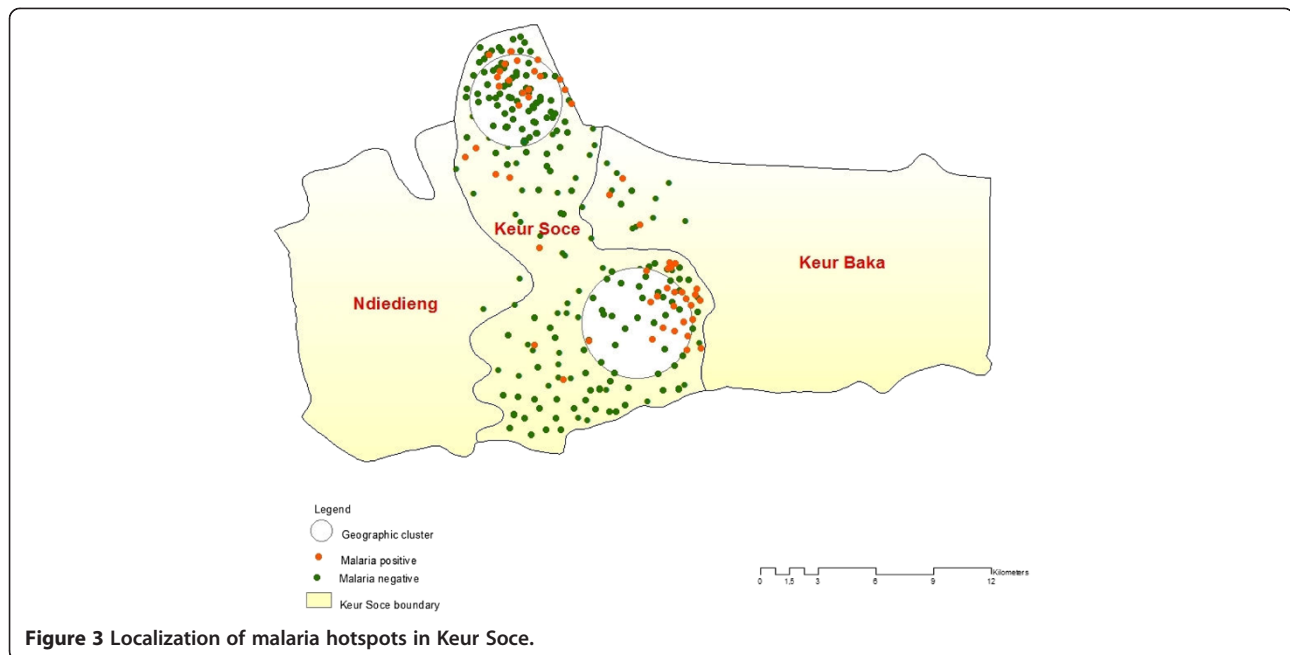 Keur Soce
Keur Baka
Ndiedieng
Legend
Geographic cluster
Malaria positive
Malaria negative
Keur Soce boundary
Kilometers
0 1,5 3 6 9 12
Figure 3 Localization of malaria hotspots in Keur Soce.